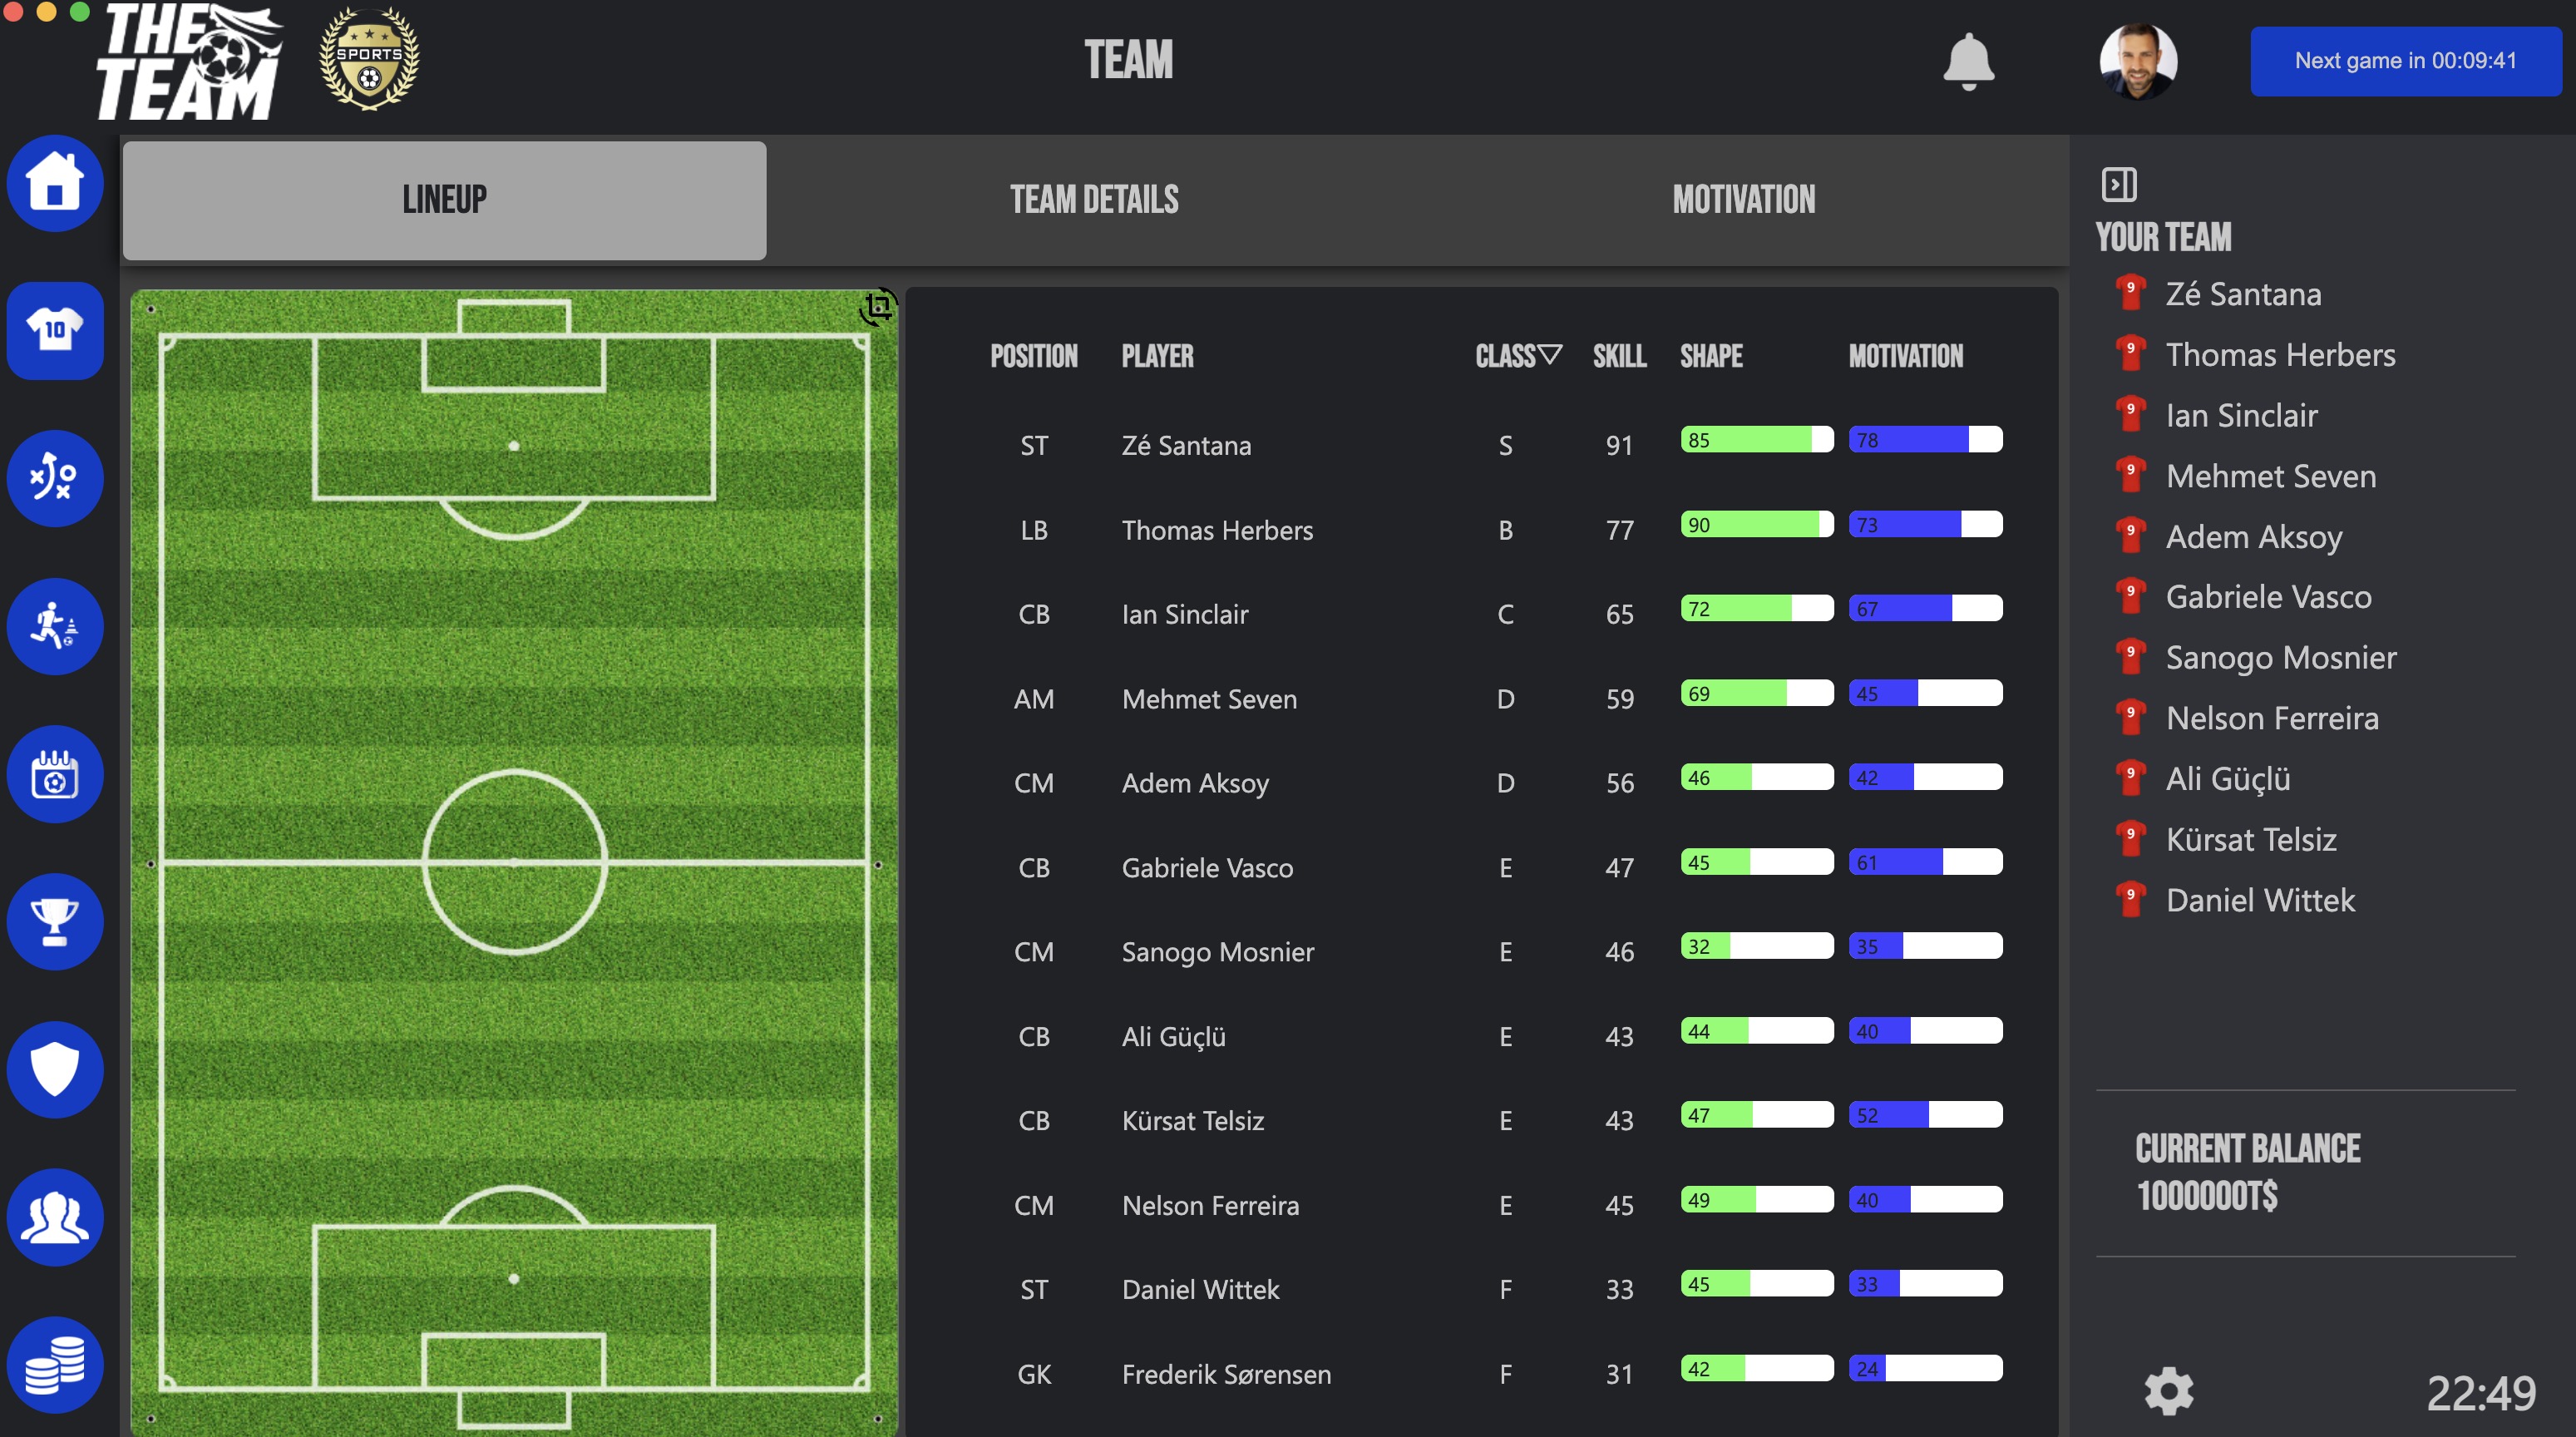 THE
TEAM
SPORTS
TEAM
Next game in 00:09:41
LINEUP
TEAM DETAILS
MOTIVATION
10
POSITION PLAYER CLASS SKILL SHAPE MOTIVATION
ST Zé Santana S 91 85 78
LB Thomas Herbers B 77 90 73
CB Ian Sinclair C 65 72 67
AM Mehmet Seven D 59 69 45
CM Adem Aksoy D 56 46 42
CB Gabriele Vasco E 47 45 61
CM Sanogo Mosnier E 46 32 35
CB Ali Güçlü E 43 44 40
CB Kürsat Telsiz E 43 47 52
CM Nelson Ferreira E 45 49 40
ST Daniel Wittek F 33 45 33
GK Frederik Sørensen F 31 42 24
YOUR TEAM
9 Zé Santana
9 Thomas Herbers
9 Ian Sinclair
9 Mehmet Seven
9 Adem Aksoy
9 Gabriele Vasco
9 Sanogo Mosnier
9 Nelson Ferreira
9 Ali Güçlü
9 Kürsat Telsiz
9 Daniel Wittek
CURRENT BALANCE
1000000T$
22:49